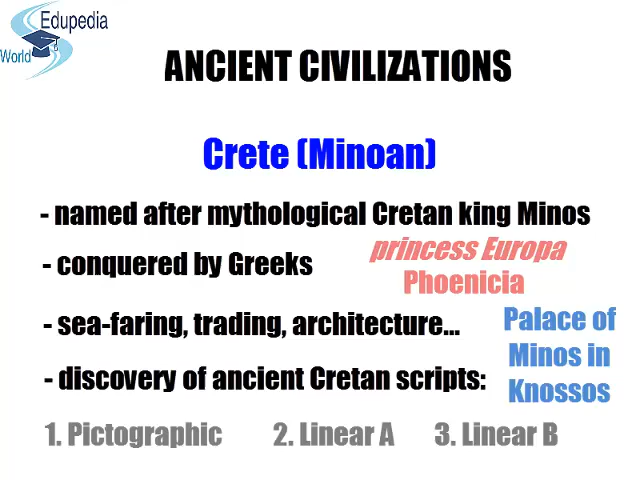 Edupedia
World
ANCIENT CIVILIZATIONS
Crete (Minoan)
- named after mythological Cretan king Minos
princess Europa
- conquered by Greeks
Phoenicia
- sea-faring, trading, architecture...
Palace of
Minos in
Knossos
- discovery of ancient Cretan scripts:
1. Pictographic 2. Linear A 3. Linear B